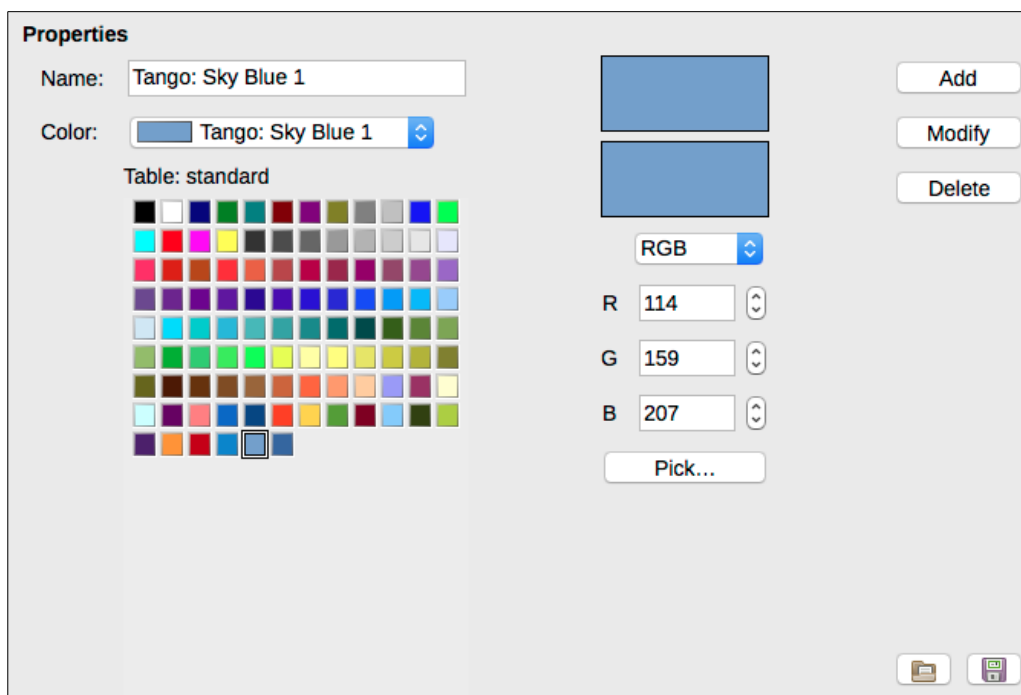 Properties
Name: Tango: Sky Blue 1
Color: Tango: Sky Blue 1
Table: standard
RGB
R 114
G 159
B 207
Pick...
Add
Modify
Delete